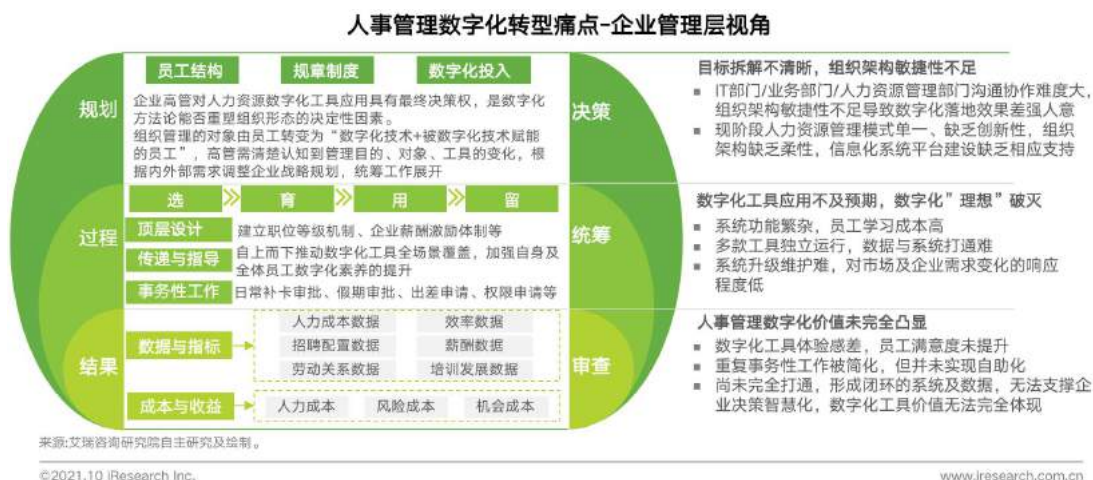 人事管理数字化转型痛点-企业管理层视角
员工结构
规章制度
数字化投入
规划
企业高管对人力资源数字化工具应用具有最终决策权，是数字化
方法论能否重塑组织形态的决定性因素。
组织管理的对象由员工转变为“数字化技术+被数字化技术赋能
的员工”，高管需清楚认知到管理目的、对象、工具的变化，根
据内外部需求调整企业战略规划，统筹工作展开
决策
目标拆解不清晰，组织架构敏捷性不足
IT部门/业务部门/人力资源管理部门沟通协作难度大，
组织架构敏捷性不足导致数字化落地效果差强人意
现阶段人力资源管理模式单一、缺乏创新性，组织
架构缺乏柔性，信息化系统平台建设缺乏相应支持
选
育
用
留
过程
顶层设计
建立职位等级机制、企业薪酬激励体制等
传递与指导
自上而下推动数字化工具全场景覆盖，加强自身及
全体员工数字化素养的提升
事务性工作
日常补卡审批、假期审批、出差申请、权限申请等
统筹
数字化工具应用不及预期，数字化”理想”破灭
系统功能繁杂，员工学习成本高
多款工具独立运行，数据与系统打通难
系统升级维护难，对市场及企业需求变化的响应
程度低
结果
数据与指标
人力成本数据
效率数据
招聘配置数据
薪酬数据
劳动关系数据
培训发展数据
成本与收益
人力成本
风险成本
机会成本
审查
人事管理数字化价值未完全凸显
数字化工具体验感差，员工满意度未提升
重复事务性工作被简化，但并未实现自助化
尚未完全打通，形成闭环的系统及数据，无法支撑企
业决策智慧化，数字化工具价值无法完全体现
来源:艾瑞咨询研究院自主研究及绘制。
©2021.10 iResearch Inc.
www.iresearch.com.cn